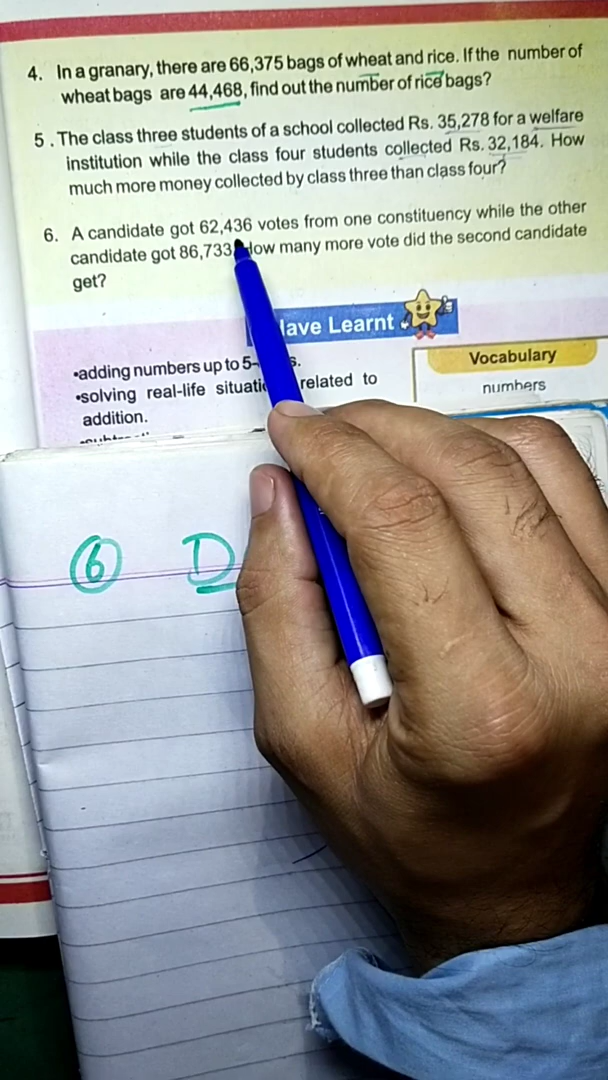 4. In a granary, there are 66,375 bags of wheat and rice. If the number of
wheat bags are 44,468, find out the number of rice bags?
5. The class three students of a school collected Rs. 35,278 for a welfare
institution while the class four students collected Rs. 32,184. How
much more money collected by class three than class four?
6. A candidate got 62,436 votes from one constituency while the other
candidate got 86,733 How many more vote did the second candidate
get?
Have Learnt
•adding numbers up to 5-
•solving real-life related to
addition.
Vocabulary
numbers
6 D